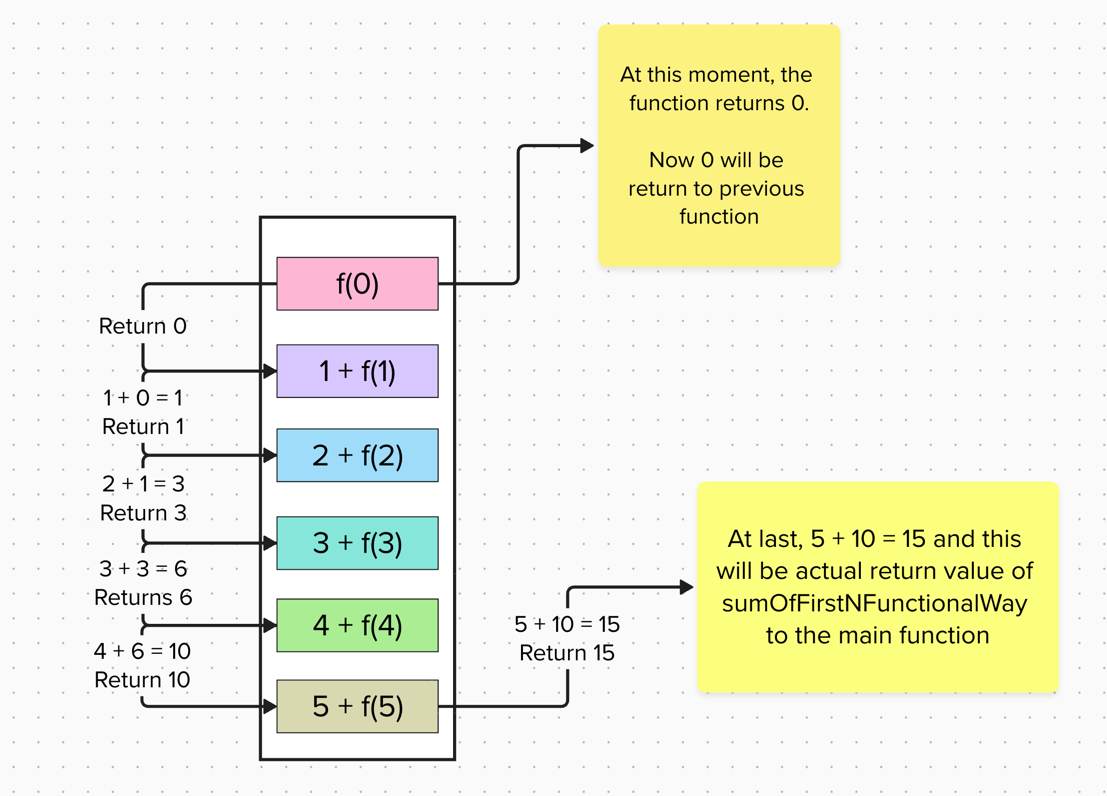 At this moment, the
function returns 0.
Now 0 will be
return to previous
function
f(0)
Return 0
1 + f(1)
1 + 0 = 1
Return 1
2 + f(2)
2 + 1 = 3
Return 3
3 + f(3)
3 + 3 = 6
Returns 6
4 + f(4)
4 + 6 = 10
Return 10
5 + f(5)
5 + 10 = 15
Return 15
At last, 5 + 10 = 15 and this
will be actual return value of
sumOfFirstNFunctionalWay
to the main function